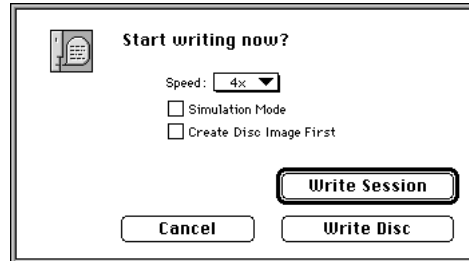 Start writing now?
Speed: 4x
Simulation Mode
Create Disc Image First
Write Session
Cancel Write Disc